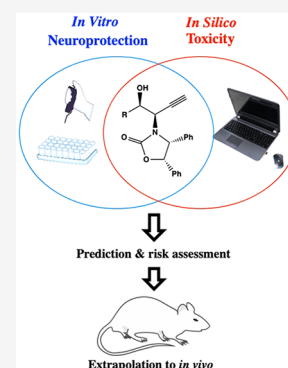 In Vitro
Neuroprotection
In Silico
Toxicity
OH
R
N
Ph
O
O
Ph
Prediction & risk assessment
Extrapolation to in vivo